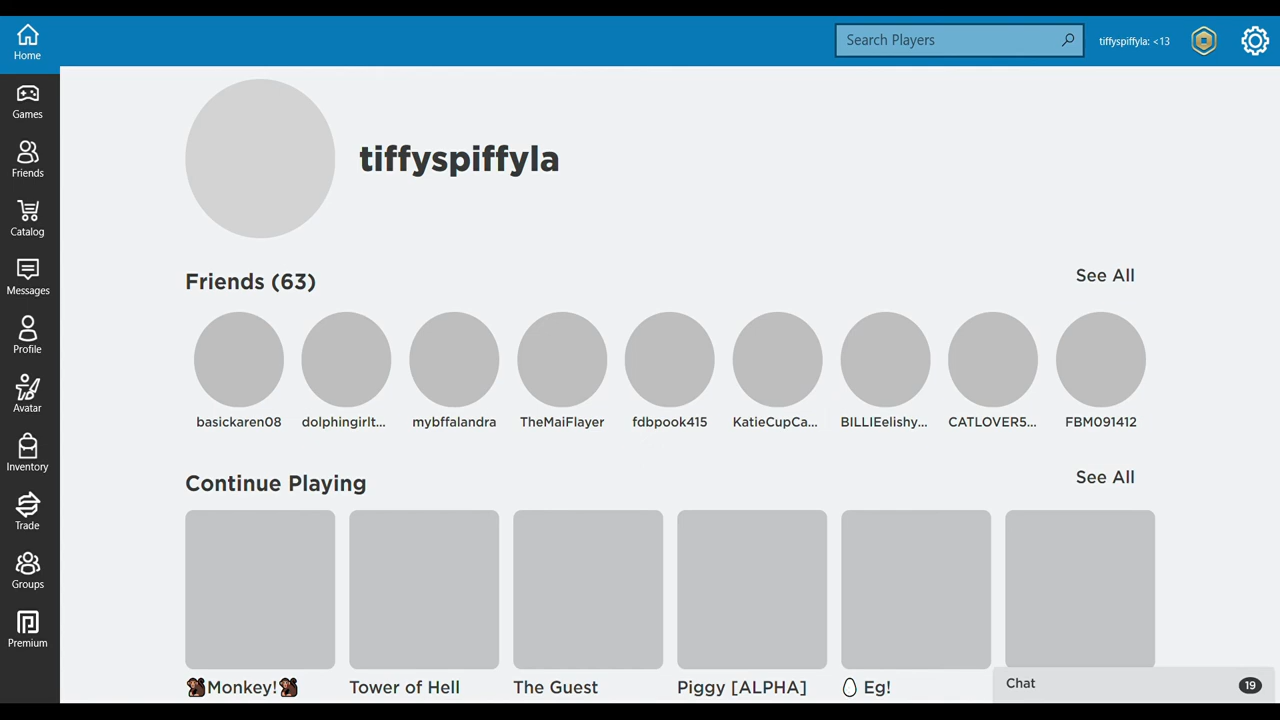 Home
Search Players
tiffyspiffyla: <13
Games
Friends
Catalog
Messages
Profile
Avatar
Inventory
Trade
Groups
Premium
tiffyspiffyla
Friends (63)
See All
basickaren08 dolphingirlt... mybffalandra TheMaiFlayer fdbpook415 KatieCupCa... BILLIEelishy... CATLOVER5... FBM091412
Continue Playing
See All
🐒Monkey!🐒 Tower of Hell The Guest Piggy [ALPHA] 🥚 Eg!
Chat 19